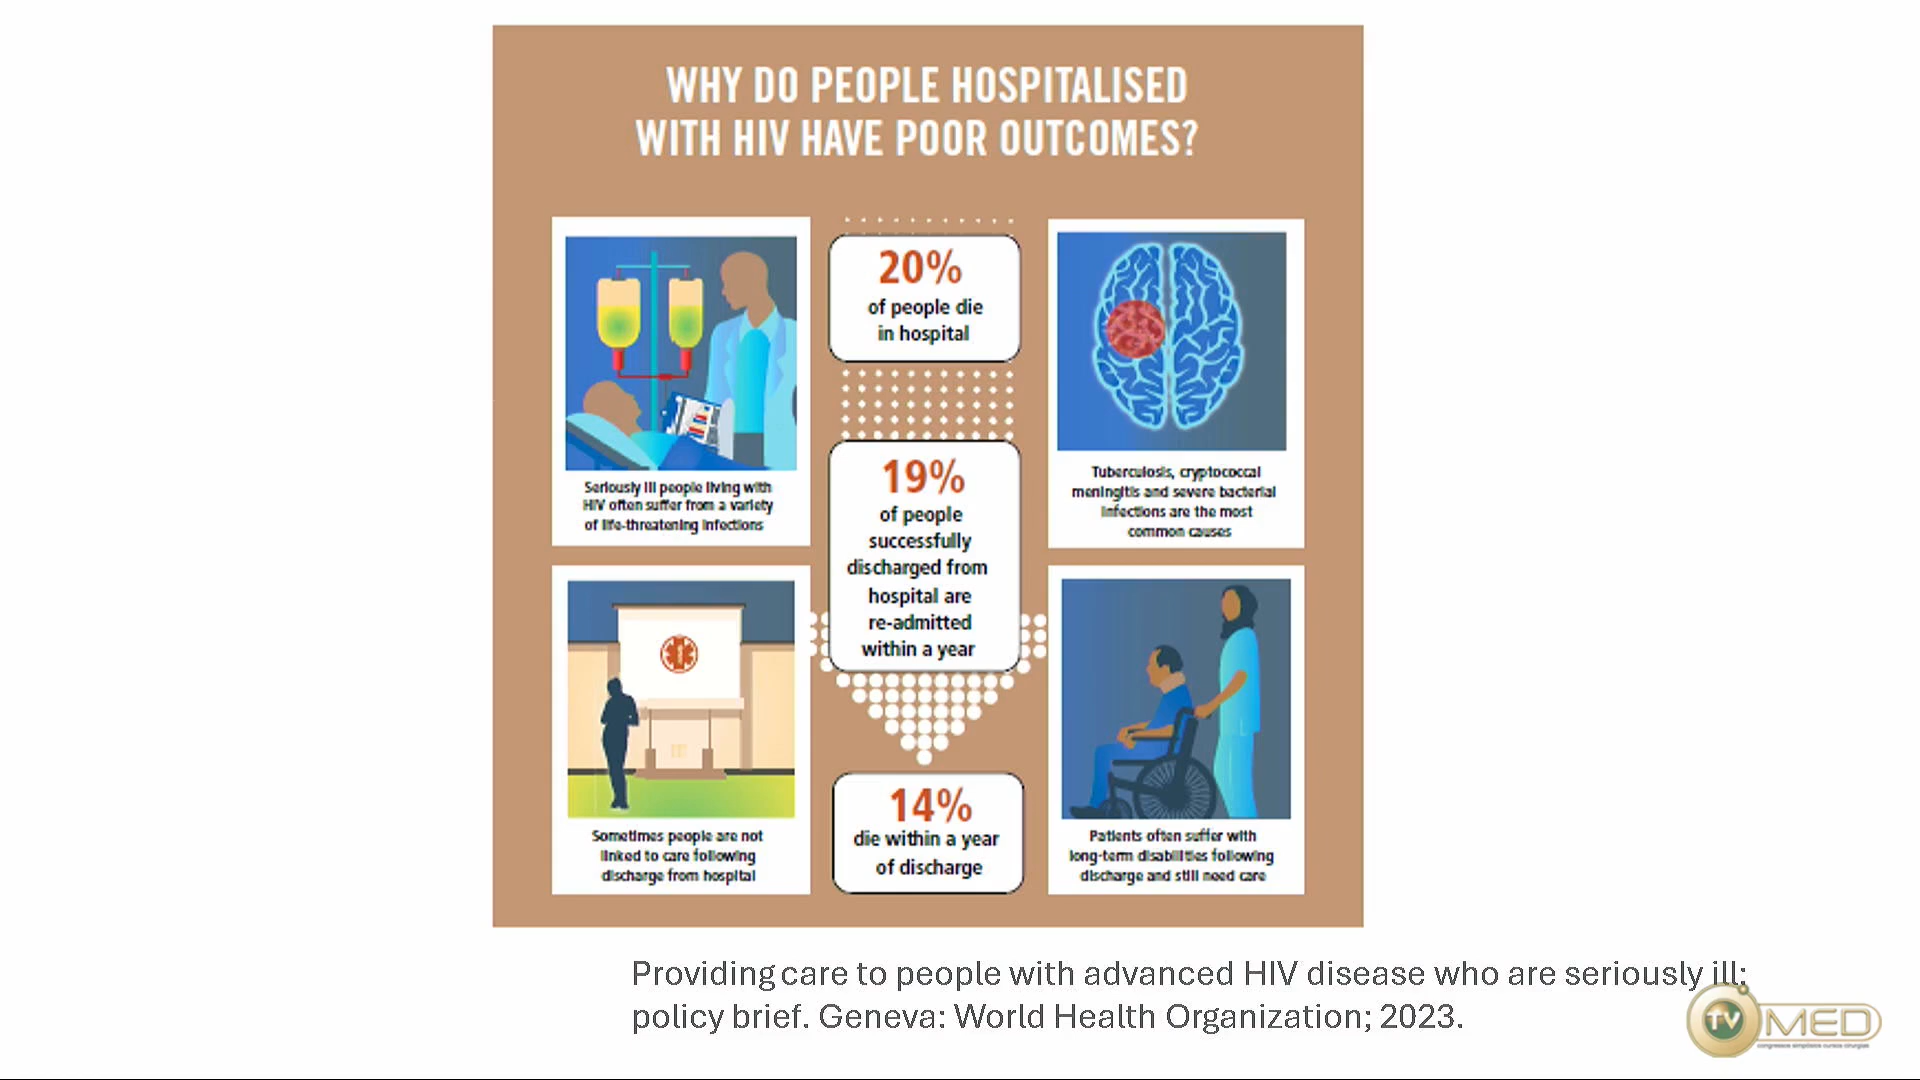 WHY DO PEOPLE HOSPITALISED
WITH HIV HAVE POOR OUTCOMES?
Seriously ill people living with
HIV often suffer from a variety
of life-threatening infections
20%
of people die
in hospital
Tuberculosis, cryptococcal
meningitis and severe bacterial
infections are the most
common causes
19%
of people
successfully
discharged from
hospital are
re-admitted
within a year
Sometimes people are not
linked to care following
discharge from hospital
14%
die within a year
of discharge
Patients often suffer with
long-term disabilities following
discharge and still need care
Providing care to people with advanced HIV disease who are seriously ill:
policy brief. Geneva: World Health Organization; 2023.
TV MED